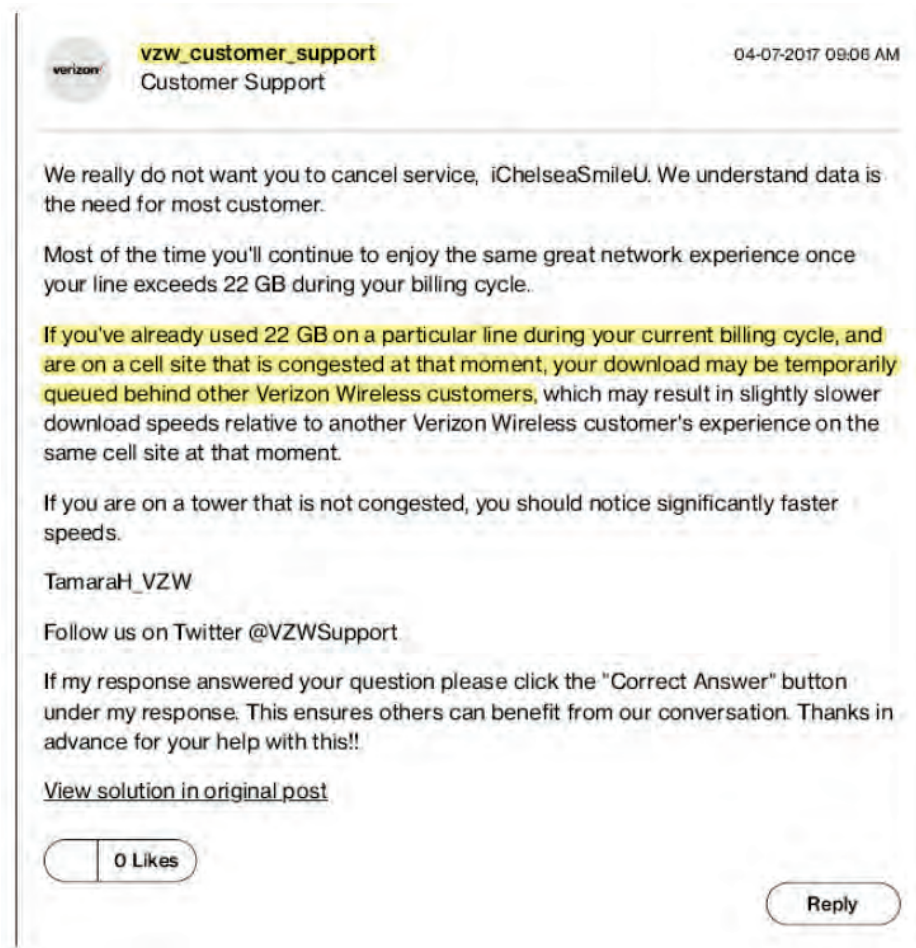 vzw_customer_support
04-07-2017 09:06 AM
verizon
Customer Support
We really do not want you to cancel service, iChelseaSmileU. We understand data is
the need for most customer.
Most of the time you'll continue to enjoy the same great network experience once
your line exceeds 22 GB during your billing cycle.
If you've already used 22 GB on a particular line during your current billing cycle, and
are on a cell site that is congested at that moment, your download may be temporarily
queued behind other Verizon Wireless customers, which may result in slightly slower
download speeds relative to another Verizon Wireless customer's experience on the
same cell site at that moment.
If you are on a tower that is not congested, you should notice significantly faster
speeds.
TamaraH_VZW
Follow us on Twitter @VZWSupport
If my response answered your question please click the "Correct Answer" button
under my response. This ensures others can benefit from our conversation. Thanks in
advance for your help with this!!
View solution in original post
0 Likes
Reply